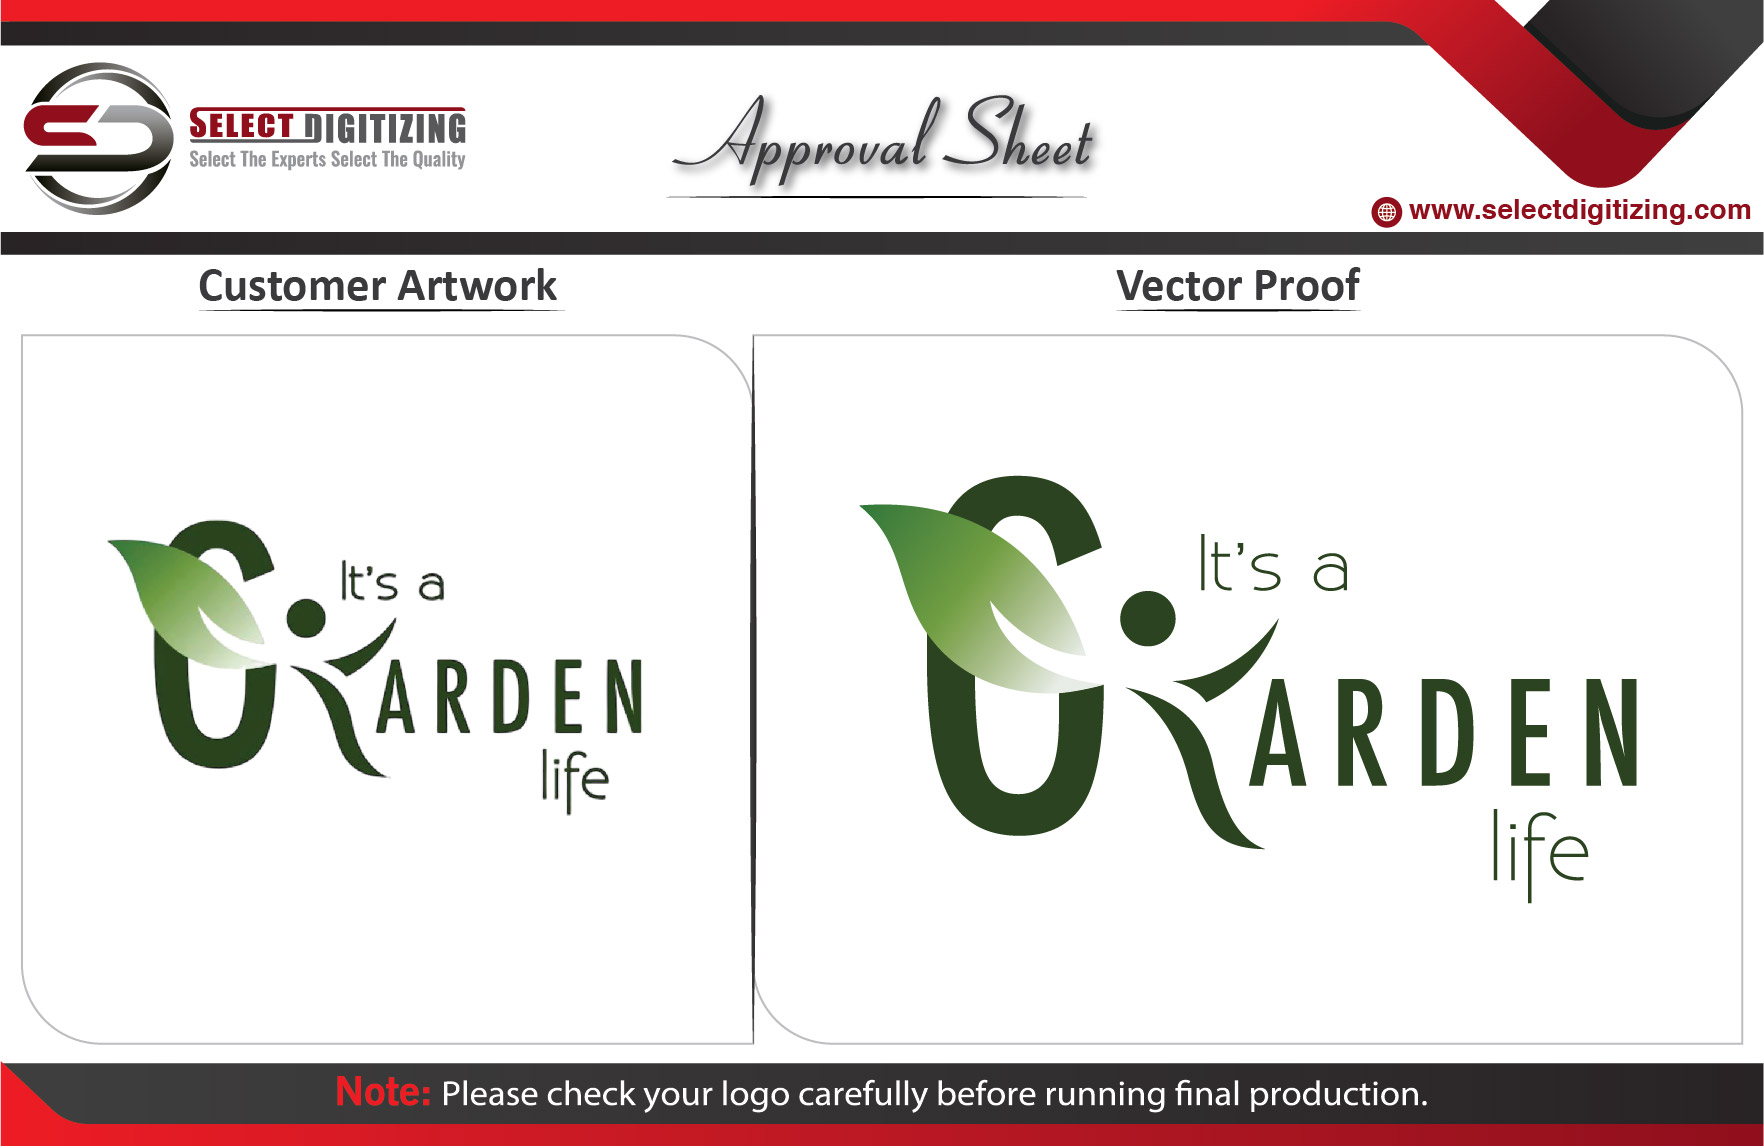 SELECT DIGITIZING
Select The Experts Select The Quality
Approval Sheet
www.selectdigitizing.com
Customer Artwork
Vector Proof
It's a
GARDEN
life
It's a
GARDEN
life
Note: Please check your logo carefully before running final production.